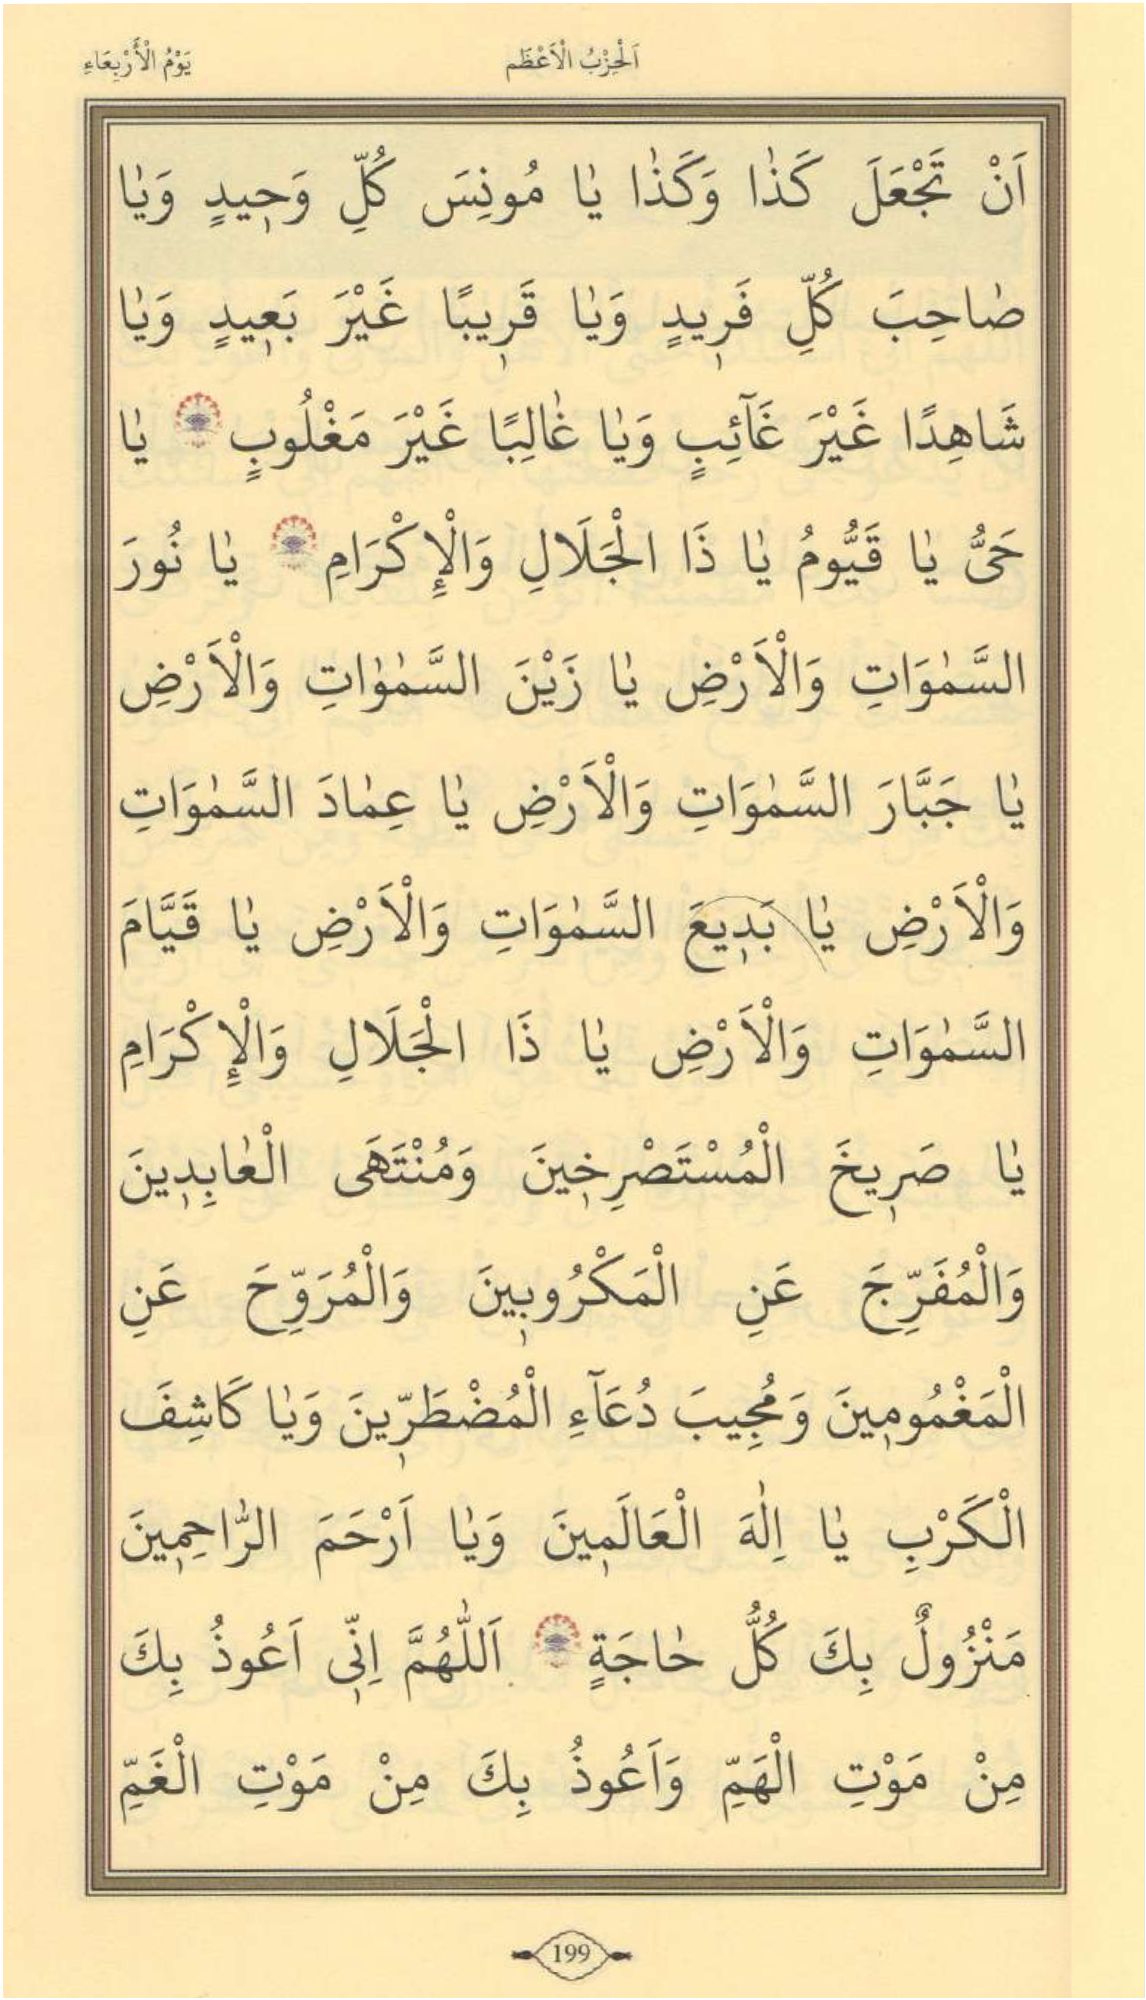 اَلْحِزْبُ الْاَعْظَم
يَوْمُ الْأَرْبِعَاءِ
اَنْ تَجْعَلَ كَذٰا وَكَذٰا يٰا مُونِسَ كُلِّ وَحٖيدٍ وَيٰا
صٰاحِبَ كُلِّ فَرٖيدٍ وَيٰا قَرٖيبًا غَيْرَ بَعٖيدٍ وَيٰا
شَاهِدًا غَيْرَ غَآئِبٍ وَيٰا غٰالِبًا غَيْرَ مَغْلُوبٍ يٰا
حَىُّ يٰا قَيُّومُ يٰا ذَا الْجَلَالِ وَالْإِكْرَامِ يٰا نُورَ
السَّمٰوَاتِ وَالْاَرْضِ يٰا زَيْنَ السَّمٰوٰاتِ وَالْاَرْضِ
يٰا جَبَّارَ السَّمٰوَاتِ وَالْاَرْضِ يٰا عِمٰادَ السَّمٰوَاتِ
وَالْاَرْضِ يٰا بَدٖيعَ السَّمٰوَاتِ وَالْاَرْضِ يٰا قَيَّامَ
السَّمٰوَاتِ وَالْاَرْضِ يٰا ذَا الْجَلَالِ وَالْإِكْرَامِ
يٰا صَرٖيخَ الْمُسْتَصْرِخٖينَ وَمُنْتَهَى الْعٰابِدٖينَ
وَالْمُفَرِّجَ عَنِ الْمَكْرُوبٖينَ وَالْمُرَوِّحَ عَنِ
الْمَغْمُومٖينَ وَمُجِيبَ دُعَآءِ الْمُضْطَرّٖينَ وَيٰا كَاشِفَ
الْكَرْبِ يٰا اِلٰهَ الْعَالَمٖينَ وَيٰا اَرْحَمَ الرّٰاحِمٖينَ
مَنْزُولٌ بِكَ كُلُّ حٰاجَةٍ اَللّٰهُمَّ اِنّٖى اَعُوذُ بِكَ
مِنْ مَوْتِ الْهَمِّ وَاَعُوذُ بِكَ مِنْ مَوْتِ الْغَمِّ
199